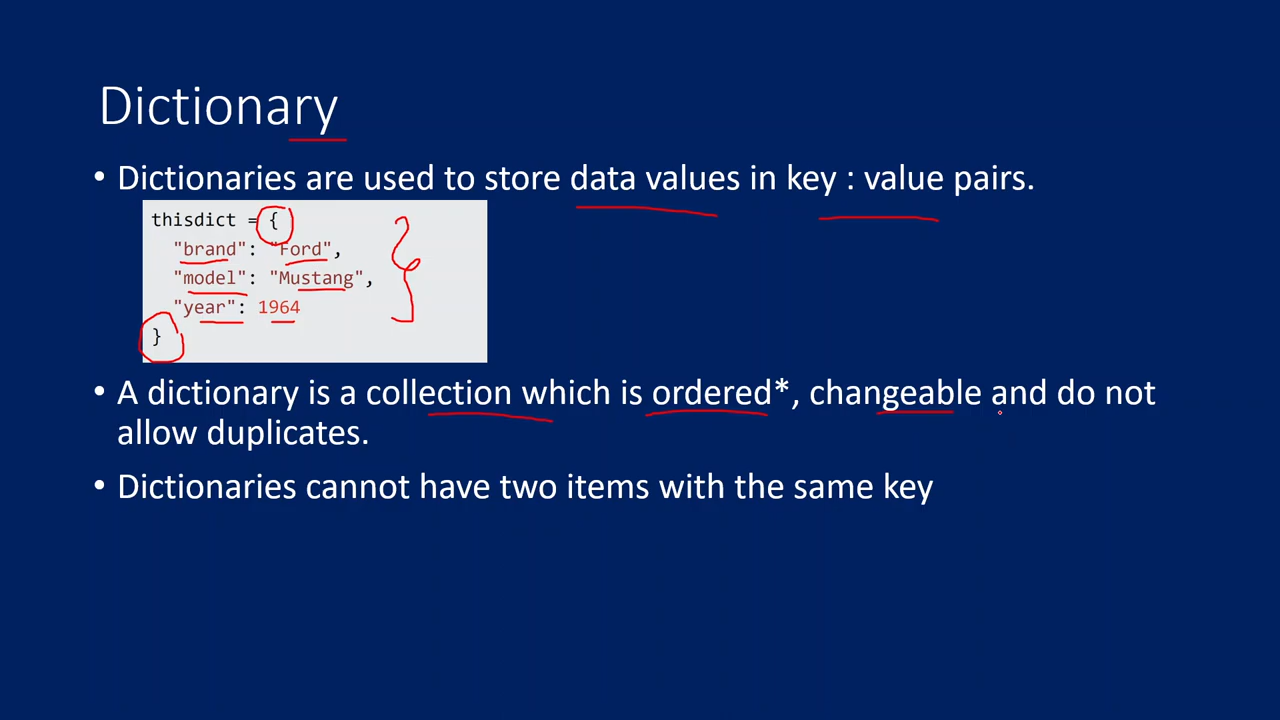 Dictionary
• Dictionaries are used to store data values in key : value pairs.
thisdict = {
  "brand": "Ford",
  "model": "Mustang",
  "year": 1964
}
• A dictionary is a collection which is ordered*, changeable and do not
allow duplicates.
• Dictionaries cannot have two items with the same key